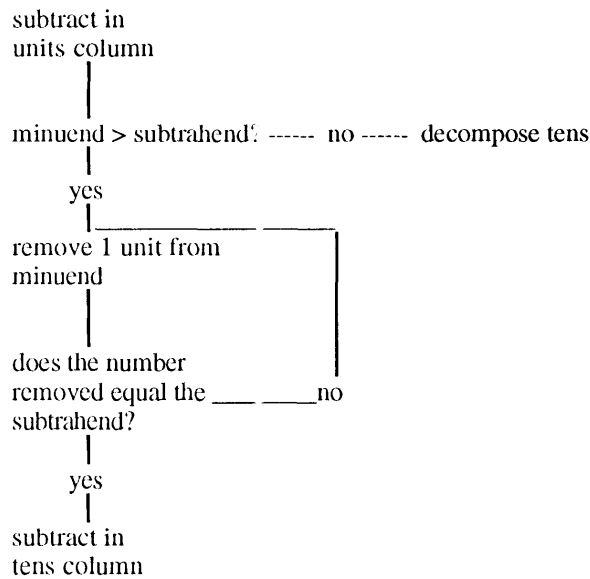 subtract in
units column
minuend > subtrahend? ------ no ------ decompose tens
yes
remove 1 unit from
minuend
does the number
removed equal the ___ ____no
subtrahend?
yes
subtract in
tens column